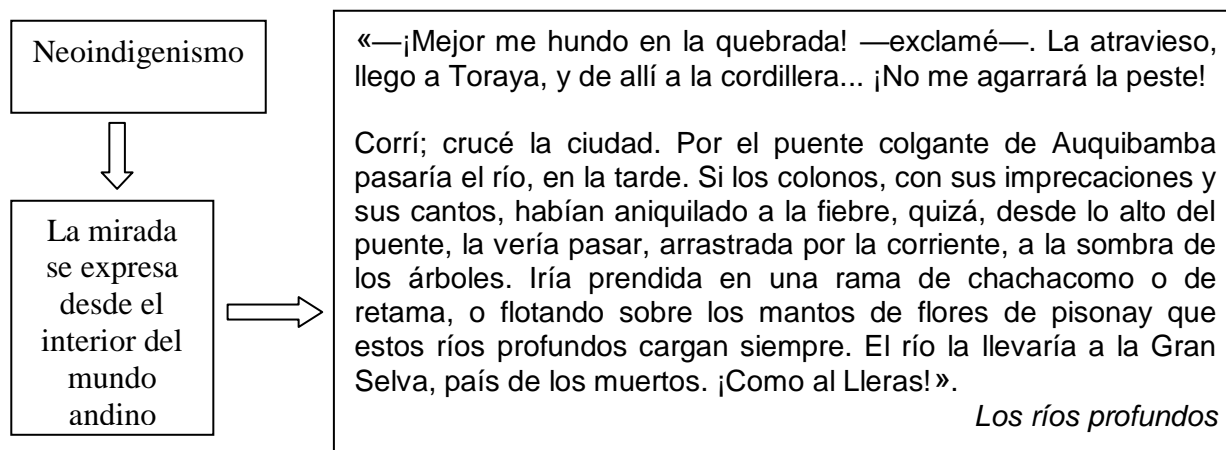 Neoindigenismo
La mirada
se expresa
desde el
interior del
mundo
andino
«—¡Mejor me hundo en la quebrada! —exclamé—. La atravieso,
llego a Toraya, y de allí a la cordillera... ¡No me agarrará la peste!
Corrí; crucé la ciudad. Por el puente colgante de Auquibamba
pasaría el río, en la tarde. Si los colonos, con sus imprecaciones y
sus cantos, habían aniquilado a la fiebre, quizá, desde lo alto del
puente, la vería pasar, arrastrada por la corriente, a la sombra de
los árboles. Iría prendida en una rama de chachacomo o de
retama, o flotando sobre los mantos de flores de pisonay que
estos ríos profundos cargan siempre. El río la llevaría a la Gran
Selva, país de los muertos. ¡Como al Lleras!».
Los ríos profundos